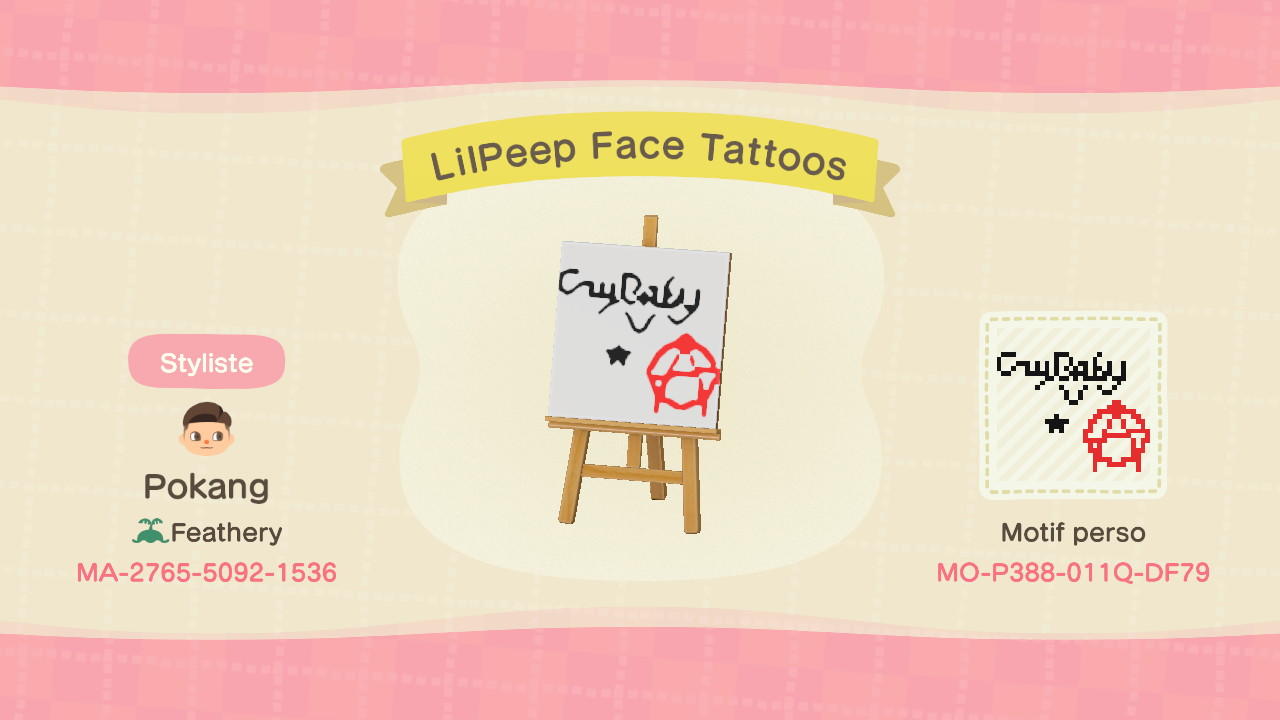 LilPeep Face Tattoos
CryBaby
CryBaby
Styliste
Pokang
Feathery
MA-2765-5092-1536
Motif perso
MO-P388-011Q-DF79